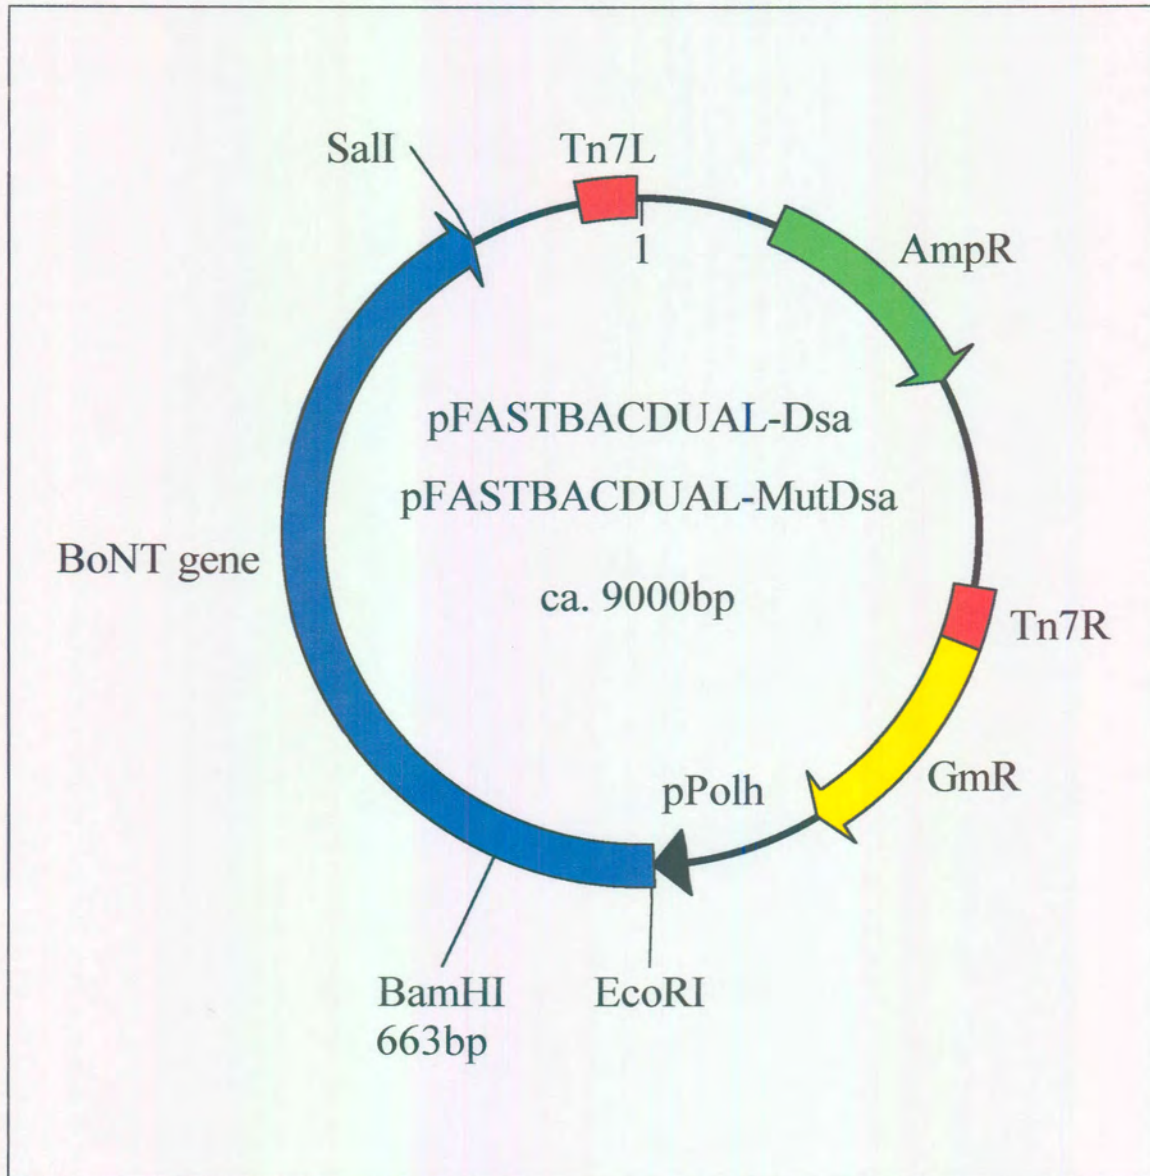 SalI
Tn7L
1
AmpR
pFASTBACDUAL-Dsa
pFASTBACDUAL-MutDsa
ca. 9000bp
BoNT gene
Tn7R
GmR
pPolh
BamHI
663bp
EcoRI